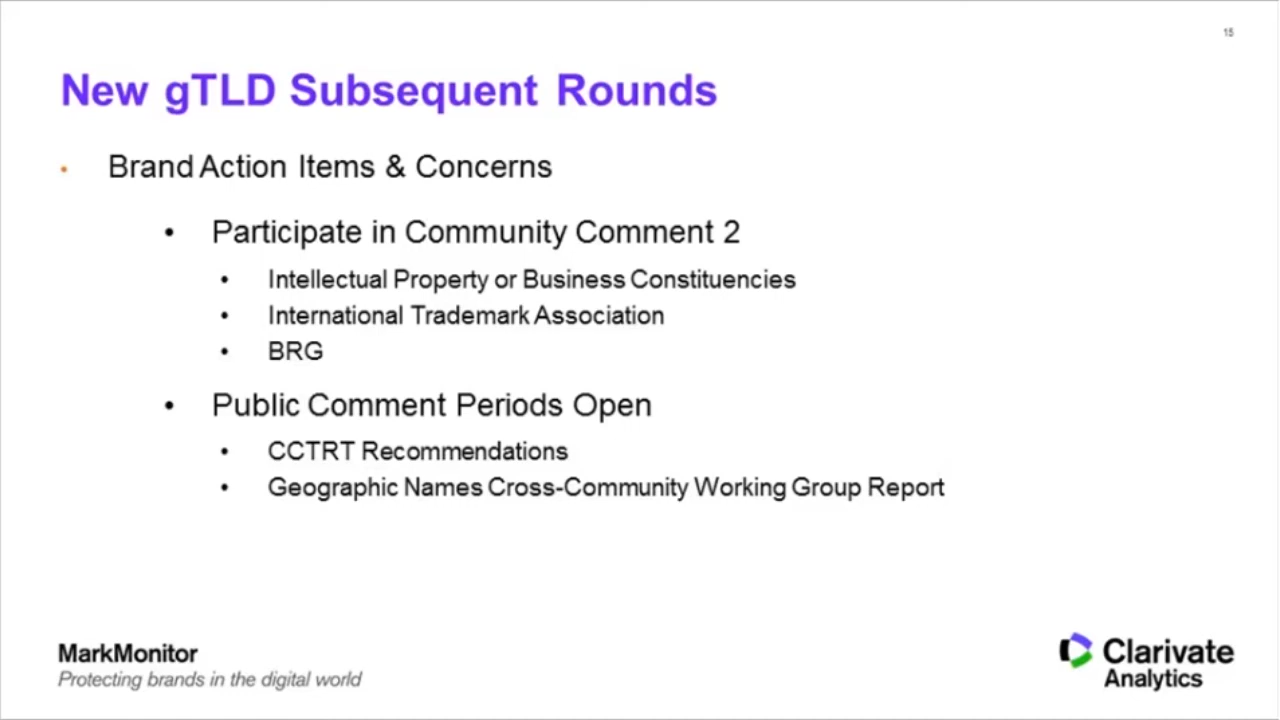 15
New gTLD Subsequent Rounds
• Brand Action Items & Concerns
• Participate in Community Comment 2
• Intellectual Property or Business Constituencies
• International Trademark Association
• BRG
• Public Comment Periods Open
• CCTRT Recommendations
• Geographic Names Cross-Community Working Group Report
MarkMonitor
Protecting brands in the digital world
Clarivate
Analytics